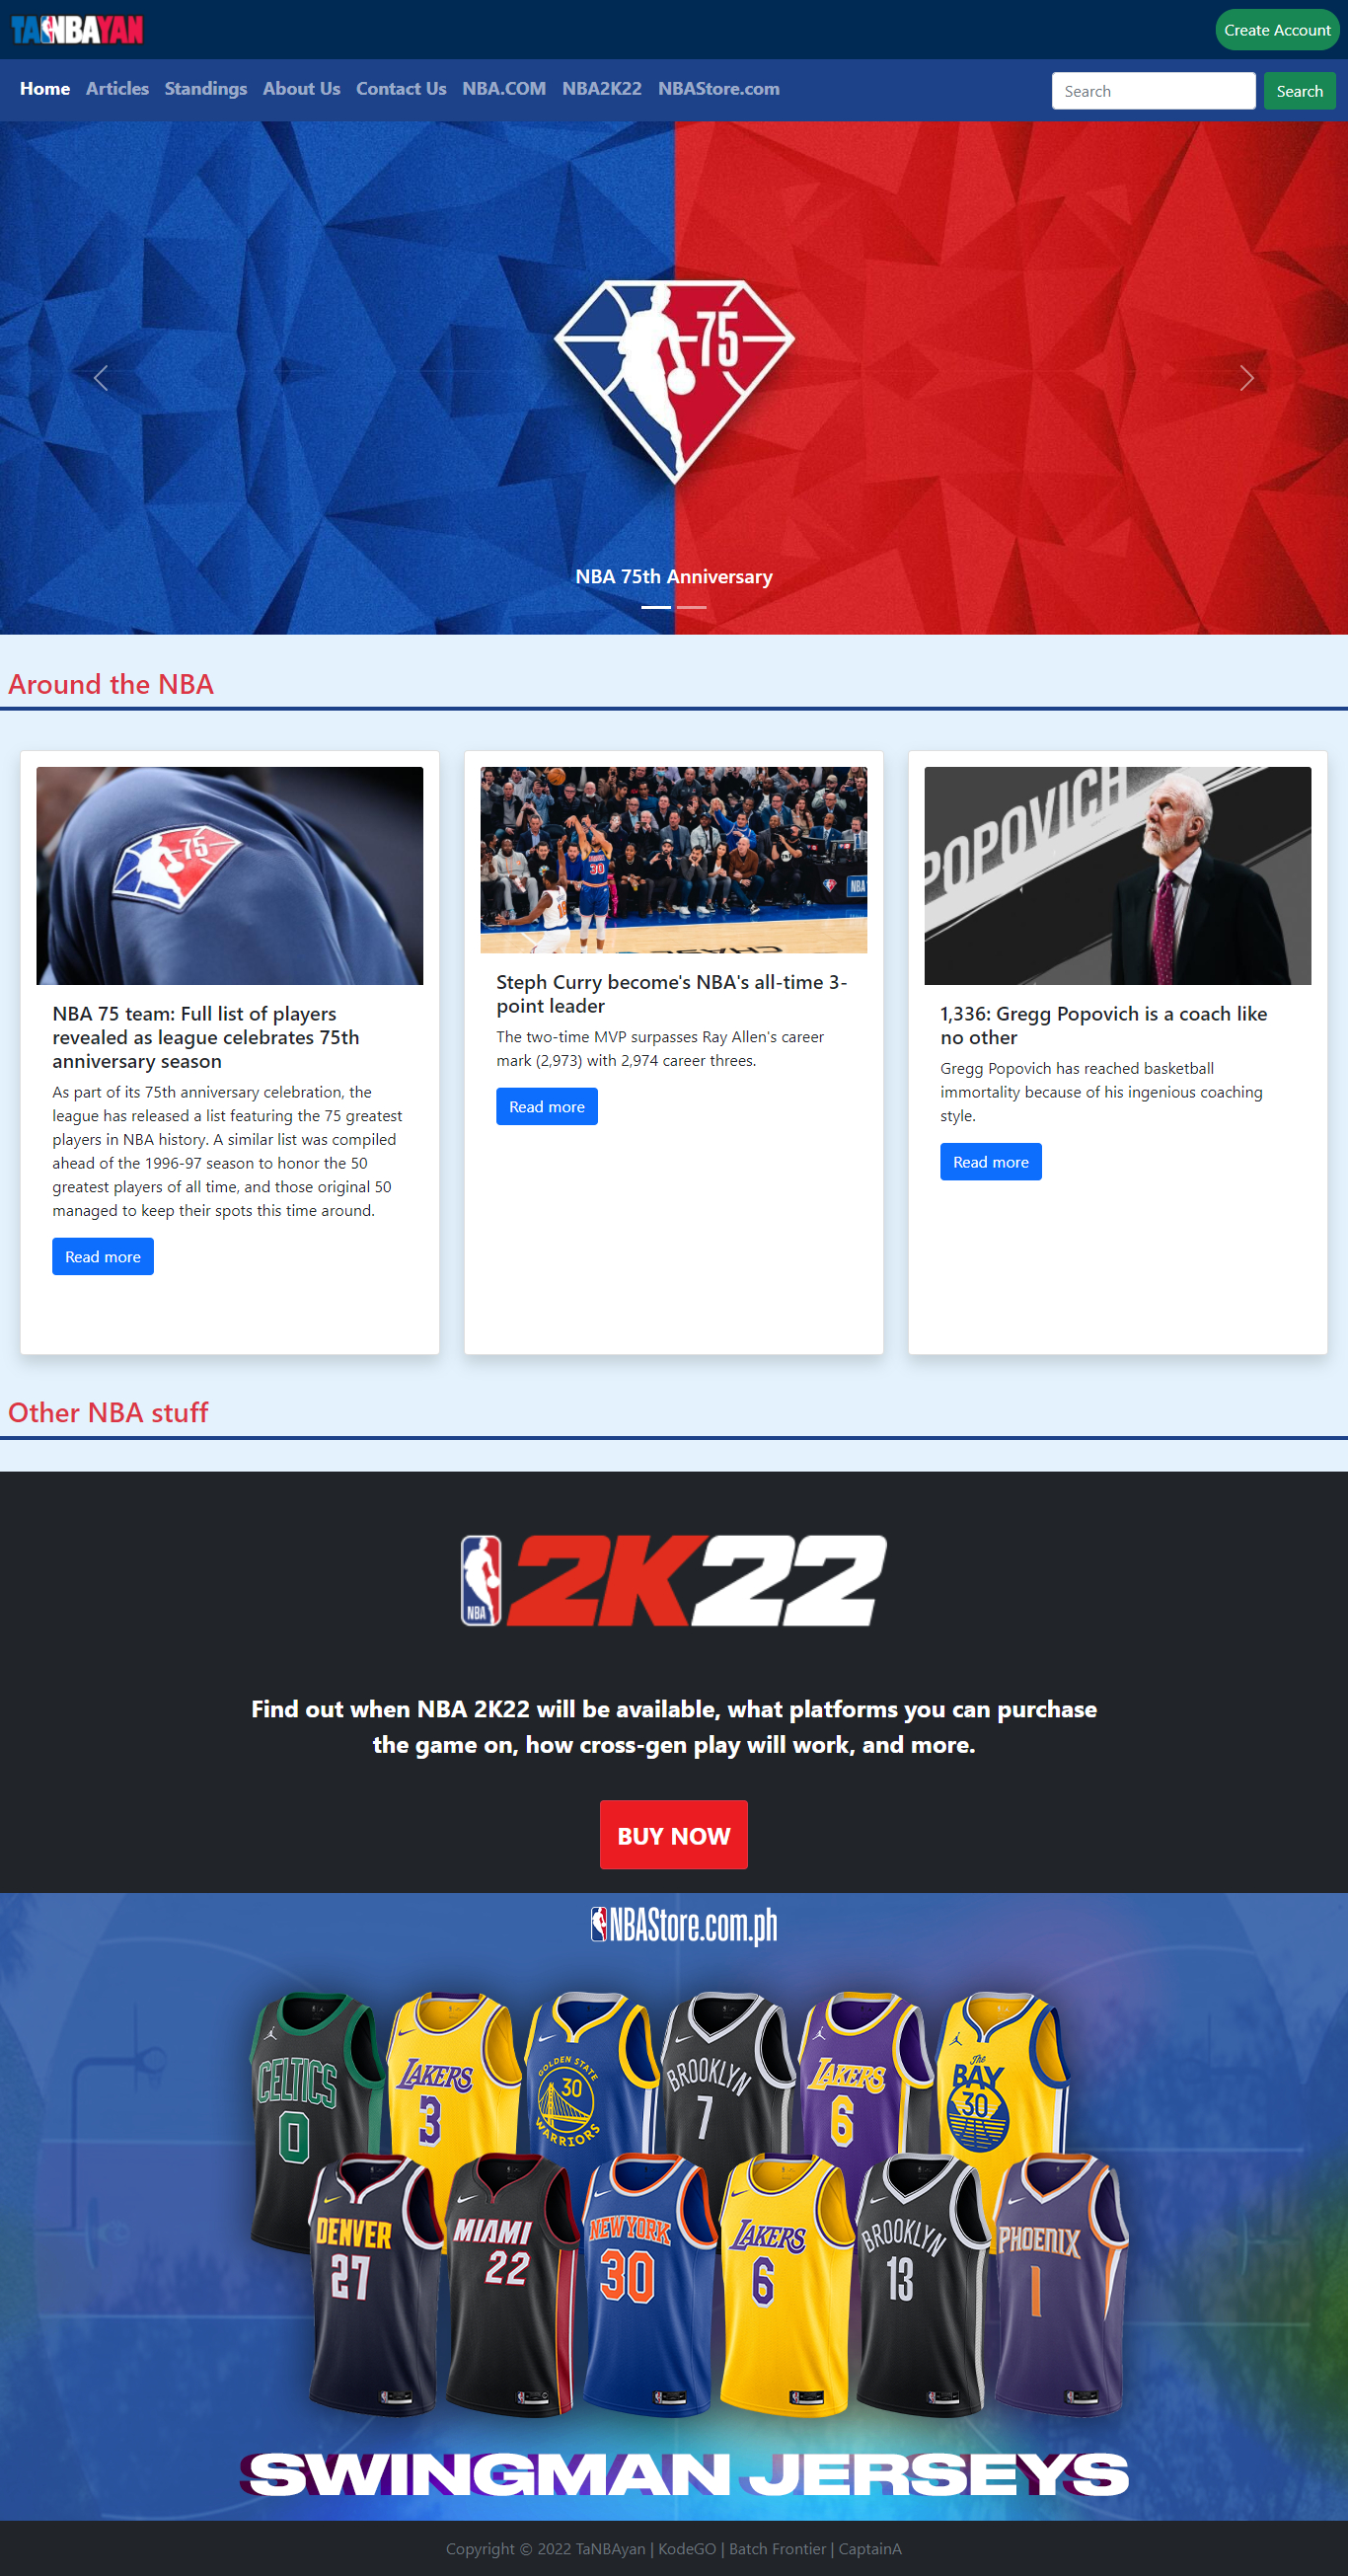 TANBAYAN
Create Account
Home Articles Standings About Us Contact Us NBA.COM NBA2K22 NBAStore.com
Search
Search
75
NBA 75th Anniversary
Around the NBA
75
NBA 75 team: Full list of players
revealed as league celebrates 75th
anniversary season
As part of its 75th anniversary celebration, the
league has released a list featuring the 75 greatest
players in NBA history. A similar list was compiled
ahead of the 1996-97 season to honor the 50
greatest players of all time, and those original 50
managed to keep their spots this time around.
Read more
30
NBA
Steph Curry become's NBA's all-time 3-
point leader
The two-time MVP surpasses Ray Allen's career
mark (2,973) with 2,974 career threes.
Read more
POPOVICH
1,336: Gregg Popovich is a coach like
no other
Gregg Popovich has reached basketball
immortality because of his ingenious coaching
style.
Read more
Other NBA stuff
NBA 2K22
Find out when NBA 2K22 will be available, what platforms you can purchase
the game on, how cross-gen play will work, and more.
BUY NOW
NBAStore.com.ph
CELTICS
0
LAKERS
3
GOLDEN STATE
30
WARRIORS
BROOKLYN
7
LAKERS
6
The
BAY
30
DENVER
27
MIAMI
22
NEW YORK
30
LAKERS
6
BROOKLYN
13
PHOENIX
1
SWINGMAN JERSEYS
Copyright © 2022 TaNBAyan | KodeGO | Batch Frontier | CaptainA